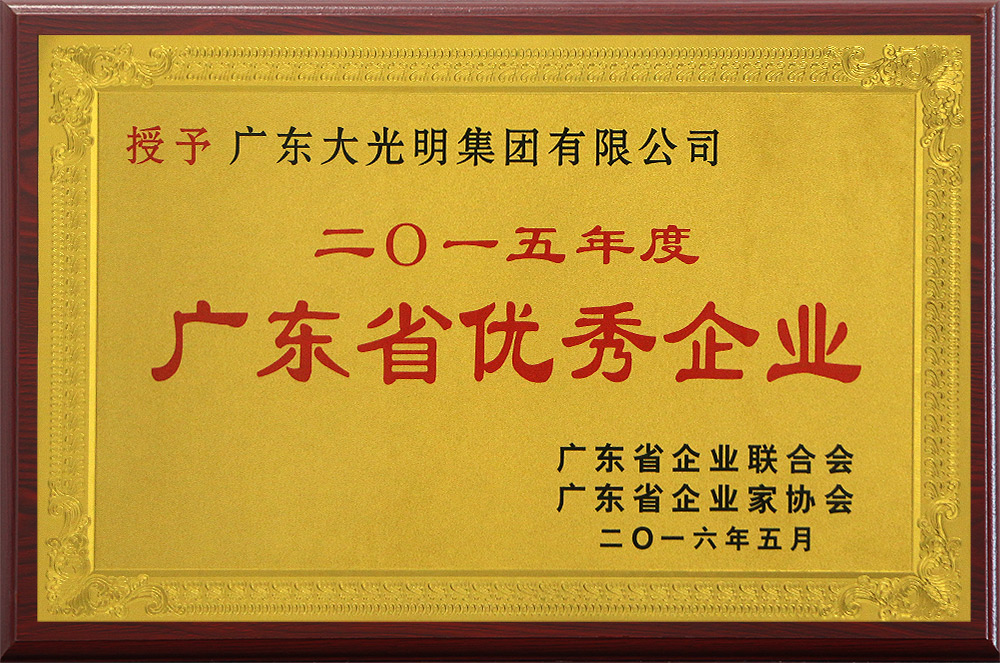 授予 广东大光明集团有限公司
二〇一五年度
广东省优秀企业
广东省企业联合会
广东省企业家协会
二〇一六年五月